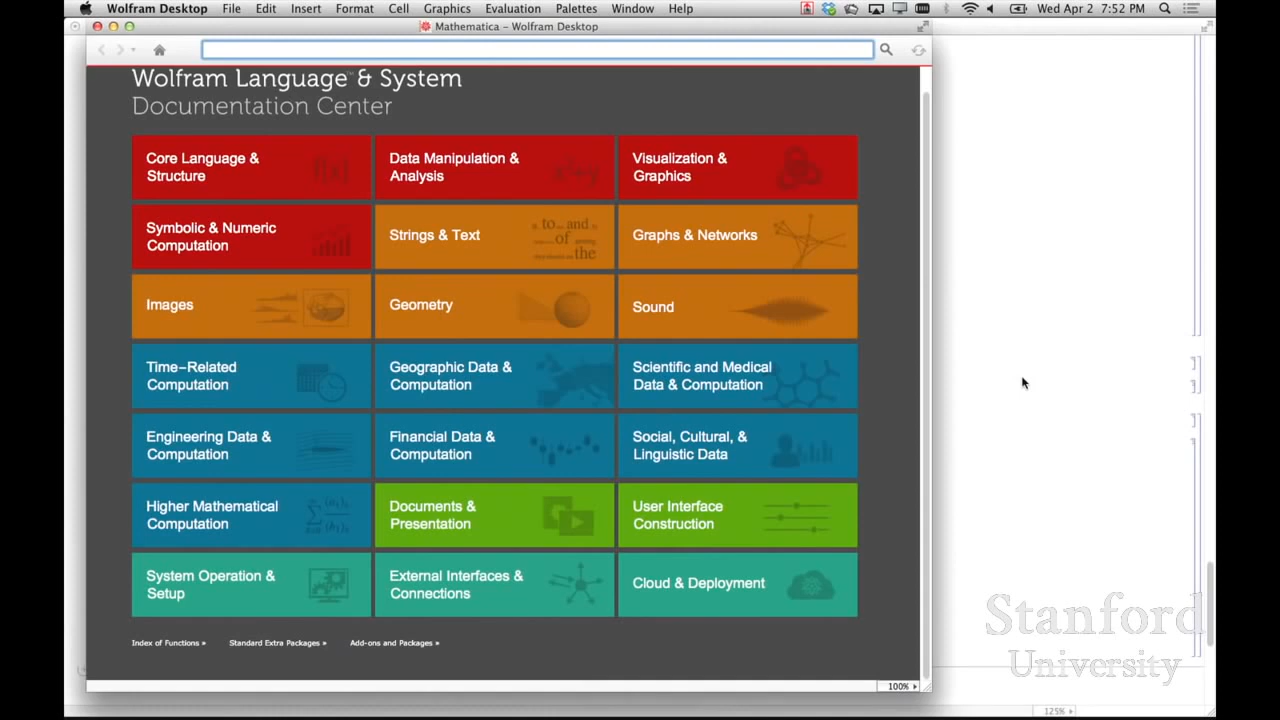 Wolfram Desktop File Edit Insert Format Cell Graphics Evaluation Palettes Window Help Wed Apr 2 7:52 PM
Mathematica – Wolfram Desktop
Wolfram Language & System
Documentation Center
Core Language &
Structure
Data Manipulation &
Analysis
Visualization &
Graphics
Symbolic & Numeric
Computation
Strings & Text
to and
of
the
Graphs & Networks
Images
Geometry
Sound
Time–Related
Computation
Geographic Data &
Computation
Scientific and Medical
Data & Computation
Engineering Data &
Computation
Financial Data &
Computation
Social, Cultural, &
Linguistic Data
Higher Mathematical
Computation
Documents &
Presentation
User Interface
Construction
System Operation &
Setup
External Interfaces &
Connections
Cloud & Deployment
Index of Functions » Standard Extra Packages » Add-ons and Packages »
100%
125%
Stanford
University